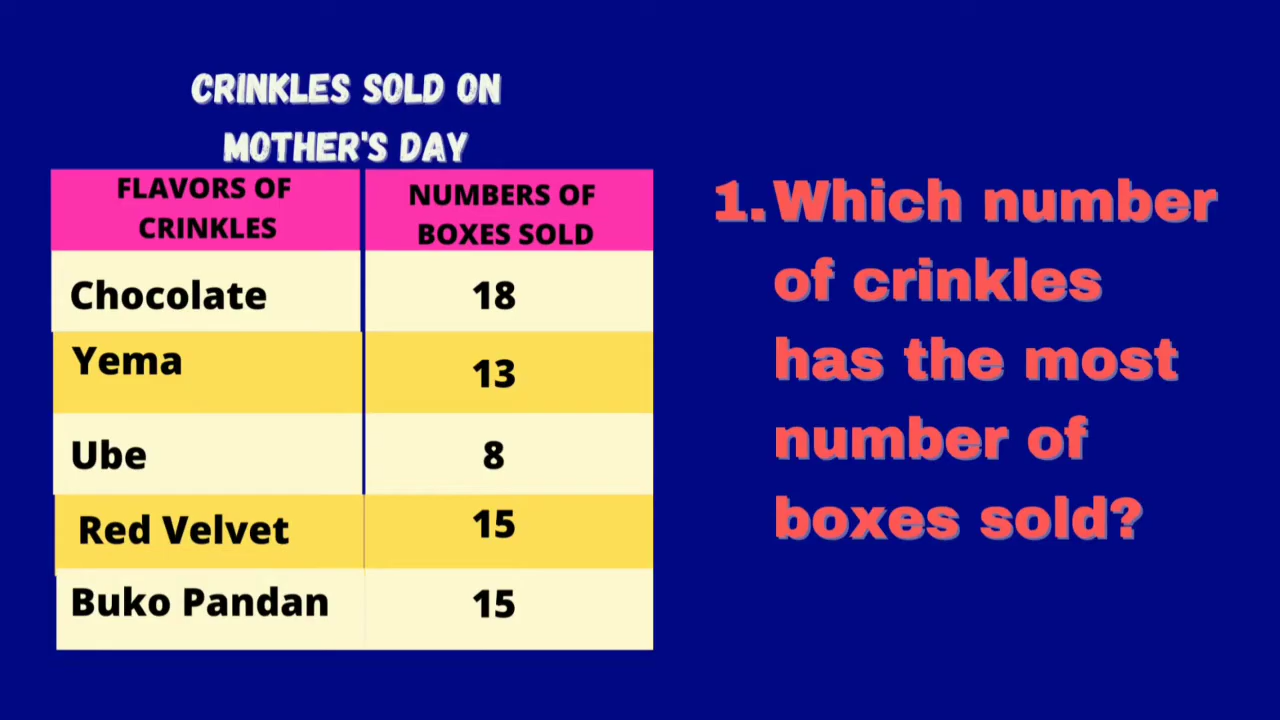 CRINKLES SOLD ON
MOTHER'S DAY
FLAVORS OF
CRINKLES
NUMBERS OF
BOXES SOLD
Chocolate 18
Yema 13
Ube 8
Red Velvet 15
Buko Pandan 15
1. Which number
of crinkles
has the most
number of
boxes sold?